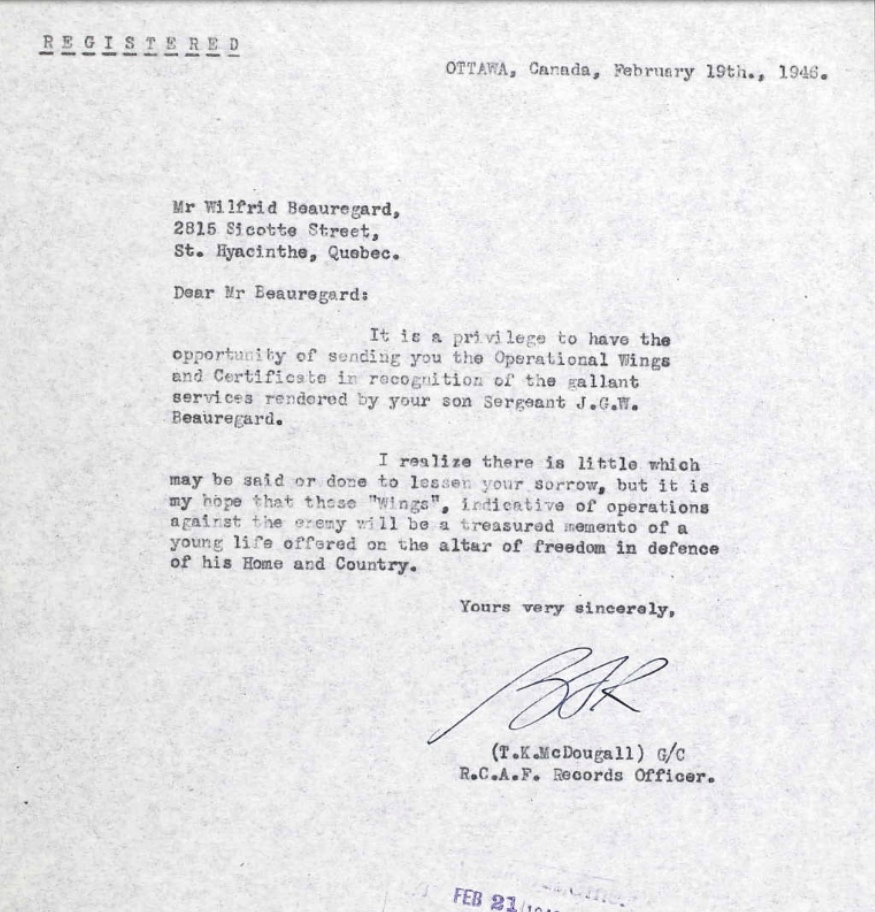 REGISTERED
OTTAWA, Canada, February 19th., 1946.
Mr Wilfrid Beauregard,
2815 Sicotte Street,
St. Hyacinthe, Quebec.
Dear Mr Beauregard:
It is a privilege to have the
opportunity of sending you the Operational Wings
and Certificate in recognition of the gallant
services rendered by your son Sergeant J.G.W.
Beauregard.
I realize there is little which
may be said or done to lessen your sorrow, but it is
my hope that these "Wings", indicative of operations
against the enemy will be a treasured memento of a
young life offered on the altar of freedom in defence
of his Home and Country.
Yours very sincerely,
(T.K.McDougall) G/C
R.C.A.F. Records Officer.
FEB 21